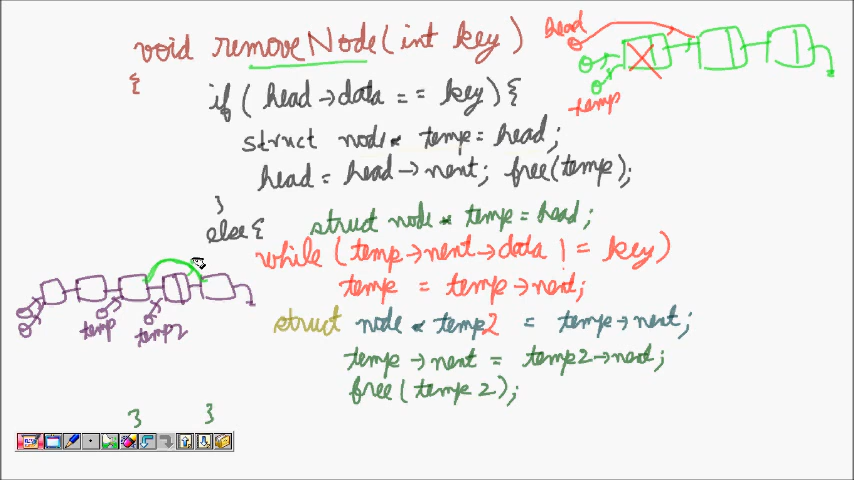 void removeNode(int key)
head
{
temp
if ( head->data == key) {
struct node * temp = head;
head = head->next; free(temp);
}
else {
struct node * temp = head;
while (temp->next->data != key)
temp = temp->next;
struct node * temp2 = temp->next;
temp temp2
temp->next = temp2->next;
free(temp2);
} }